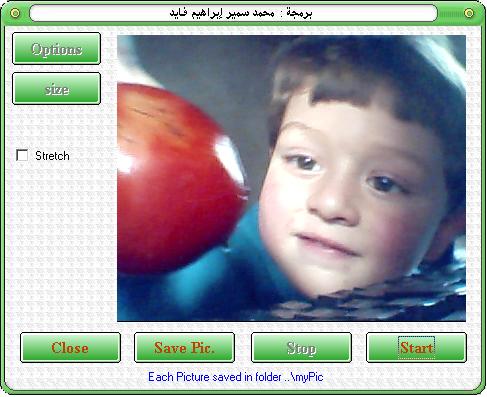 برمجة : محمد سمير إبراهيم فايد
Options
size
Stretch
Close
Save Pic.
Stop
Start
Each Picture saved in folder ..\myPic